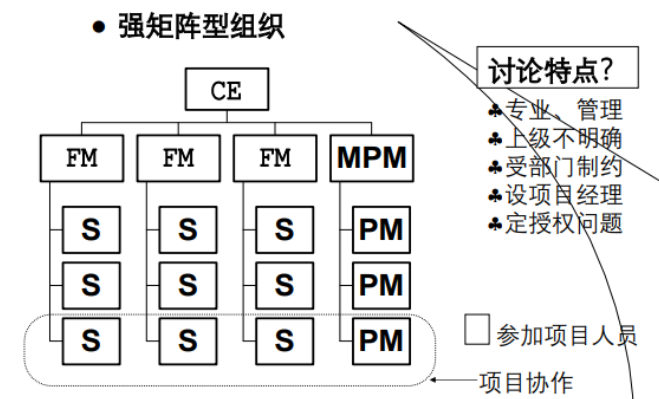 ● 强矩阵型组织
讨论特点?
CE
♣专业、管理
♣上级不明确
♣受部门制约
♣设项目经理
♣定授权问题
FM FM FM MPM
S S S PM
S S S PM
S S S PM
参加项目人员
项目协作